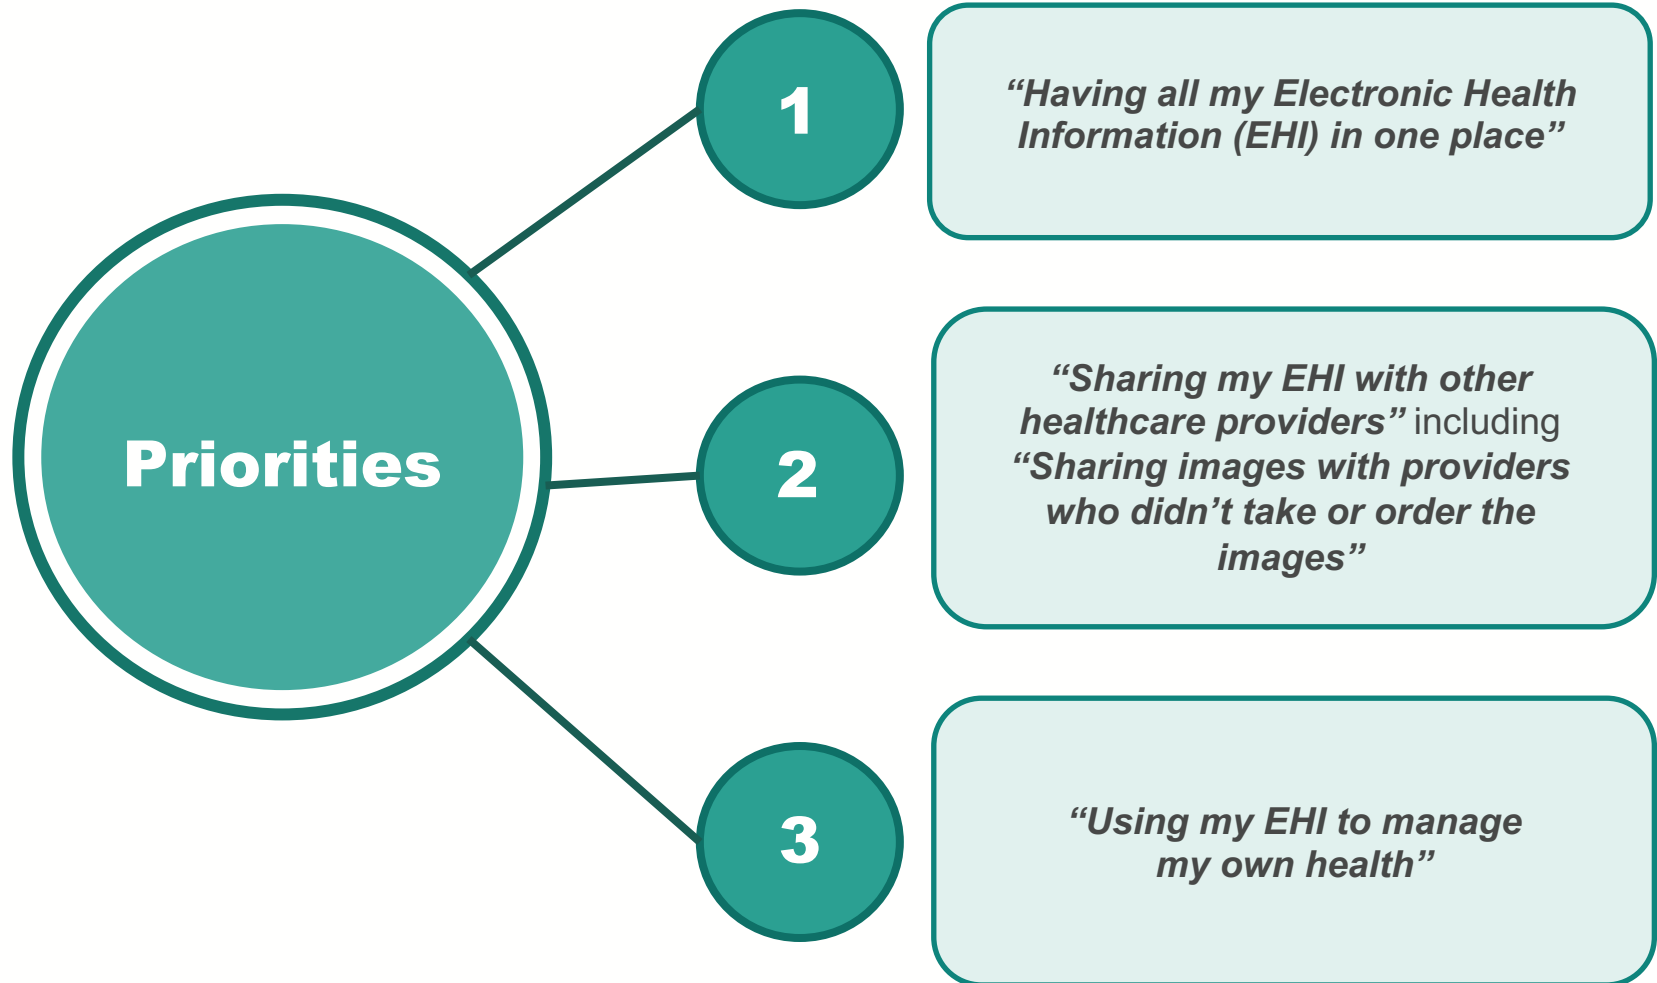 Priorities
1
“Having all my Electronic Health
Information (EHI) in one place”
2
“Sharing my EHI with other
healthcare providers” including
“Sharing images with providers
who didn’t take or order the
images”
3
“Using my EHI to manage
my own health”